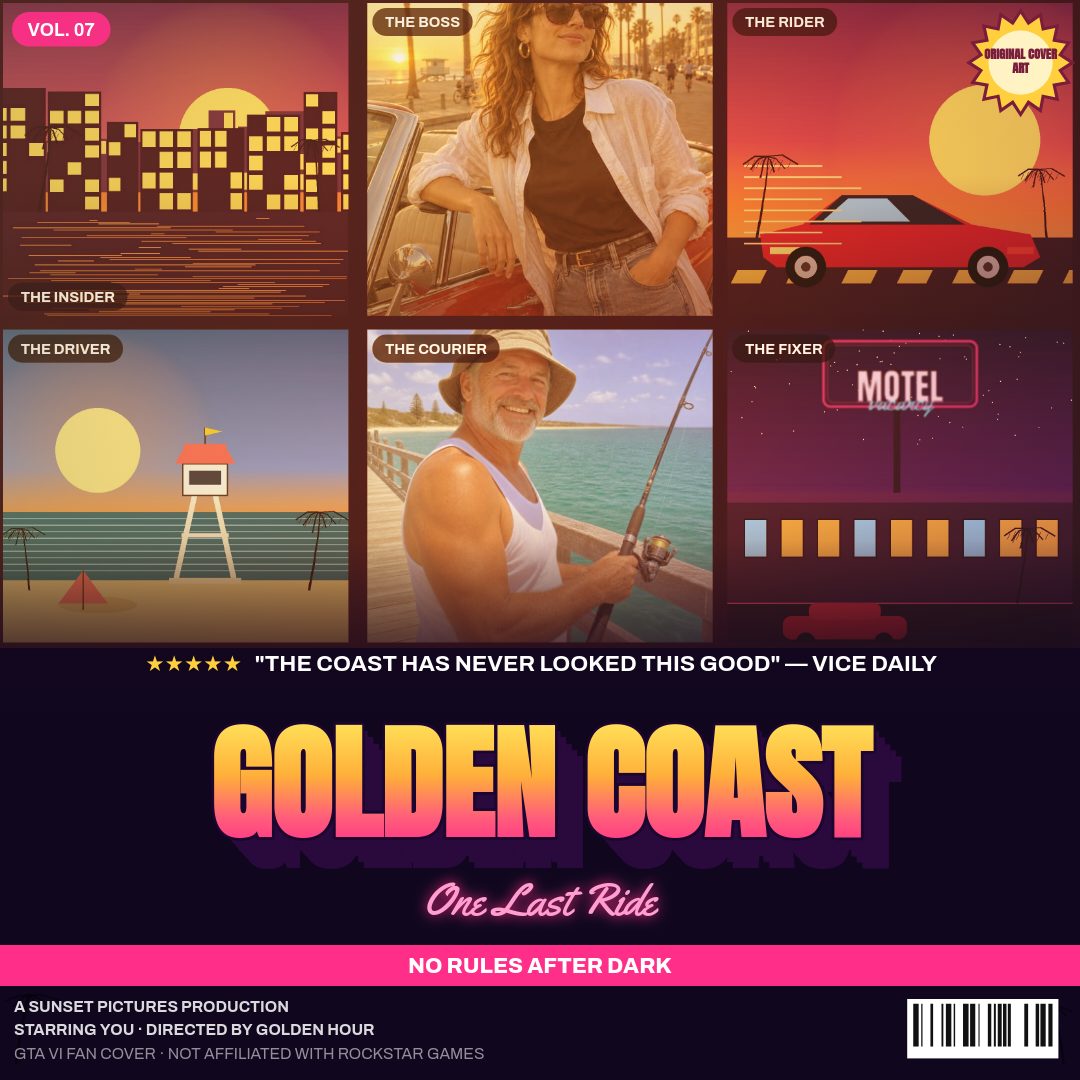 VOL. 07
THE BOSS
THE RIDER
ORIGINAL COVER
ART
THE INSIDER
THE DRIVER
THE COURIER
THE FIXER
MOTEL
vacancy
★★★★★ "THE COAST HAS NEVER LOOKED THIS GOOD" — VICE DAILY
GOLDEN COAST
One Last Ride
NO RULES AFTER DARK
A SUNSET PICTURES PRODUCTION
STARRING YOU · DIRECTED BY GOLDEN HOUR
GTA VI FAN COVER · NOT AFFILIATED WITH ROCKSTAR GAMES